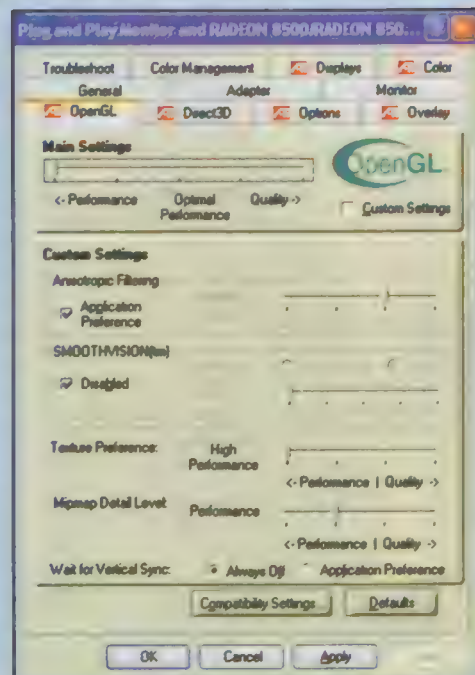 Plug and Play Monitor and RADEON 8500/RADEON 850...
Troubleshoot Color Management Displays Color
General Adapter Monitor
OpenGL Direct3D Options Overlay
Main Settings
OpenGL
<- Performance Optimal Performance Quality ->
Custom Settings
Custom Settings
Anisotropic Filtering
Application Preference
SMOOTHVISION(tm)
Disabled
Texture Preference: High Performance
<- Performance | Quality ->
Mipmap Detail Level: Performance
<- Performance | Quality ->
Wait for Vertical Sync: Always Off Application Preference
Compatibility Settings Defaults
OK Cancel Apply